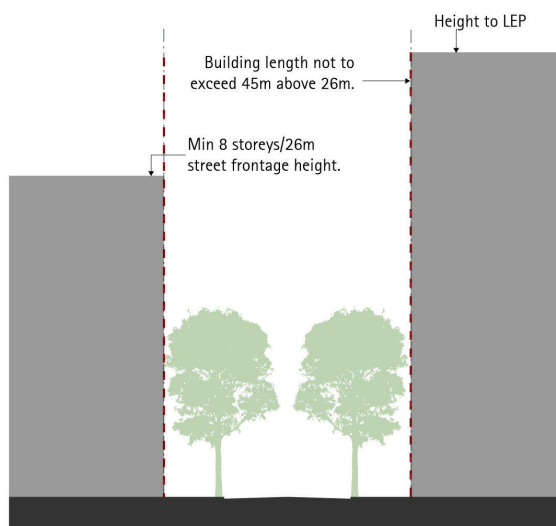 Height to LEP
Building length not to
exceed 45m above 26m.
Min 8 storeys/26m
street frontage height.